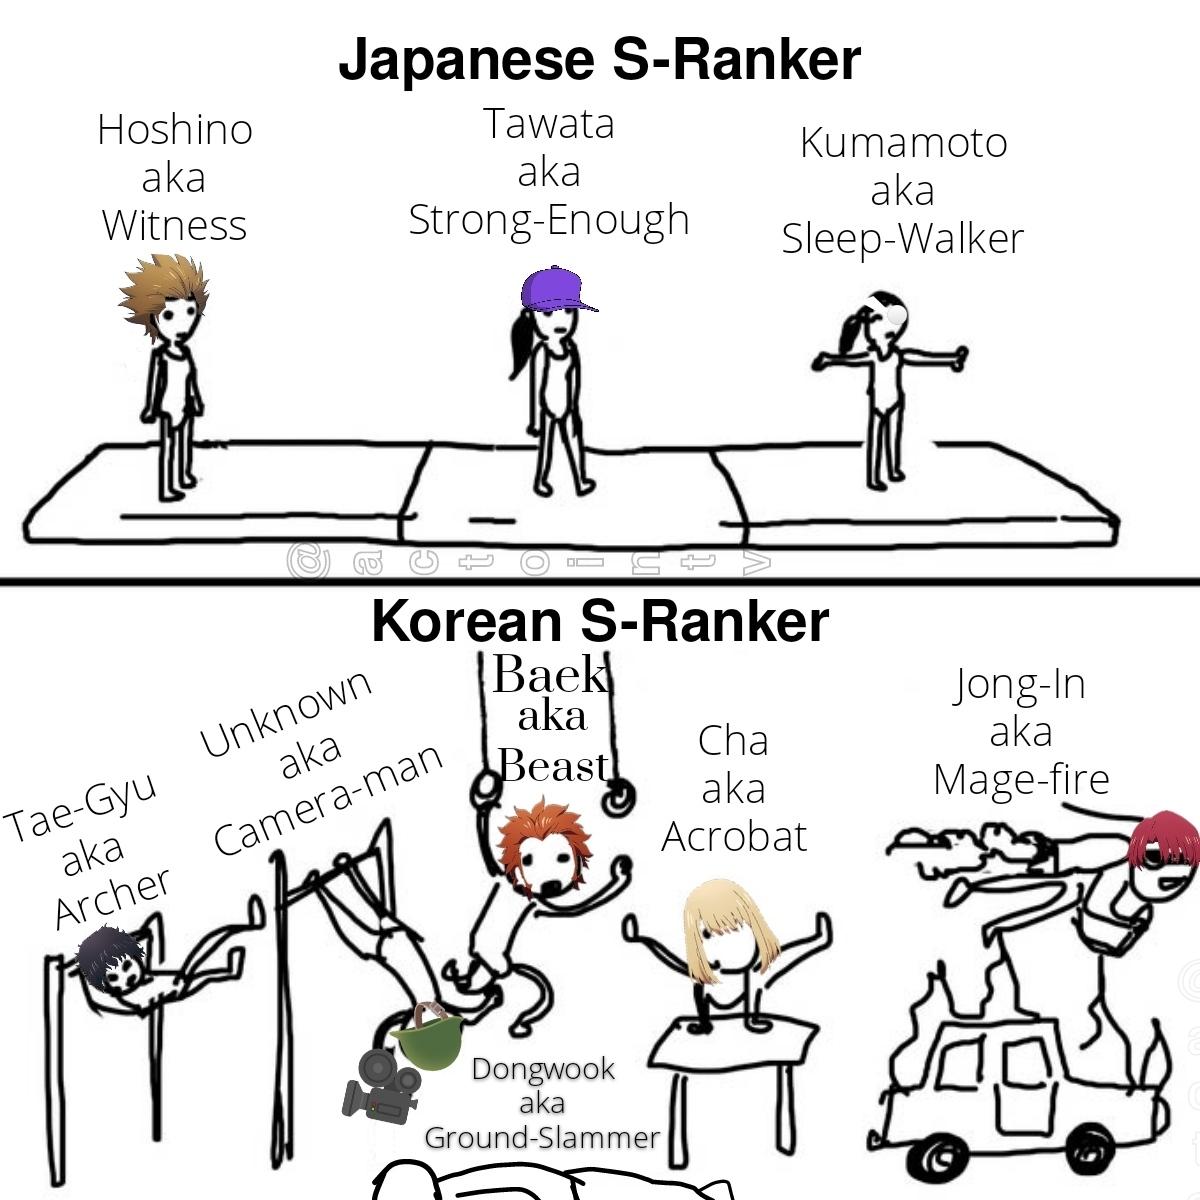 Japanese S-Ranker
Hoshino
aka
Witness
Tawata
aka
Strong-Enough
Kumamoto
aka
Sleep-Walker
@actointv
Korean S-Ranker
Tae-Gyu
aka
Archer
Unknown
aka
Camera-man
Baek
aka
Beast
Cha
aka
Acrobat
Jong-In
aka
Mage-fire
Dongwook
aka
Ground-Slammer